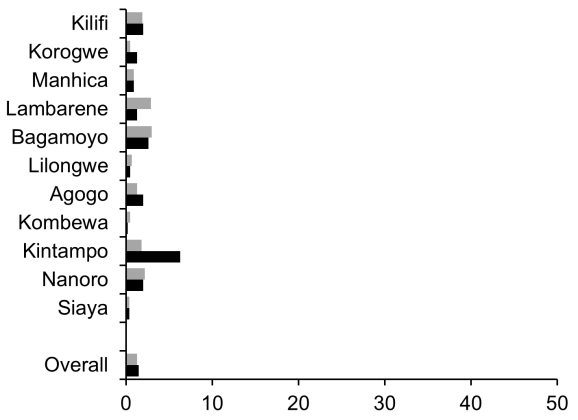 Kilifi
Korogwe
Manhica
Lambarene
Bagamoyo
Lilongwe
Agogo
Kombewa
Kintampo
Nanoro
Siaya
Overall
0 10 20 30 40 50